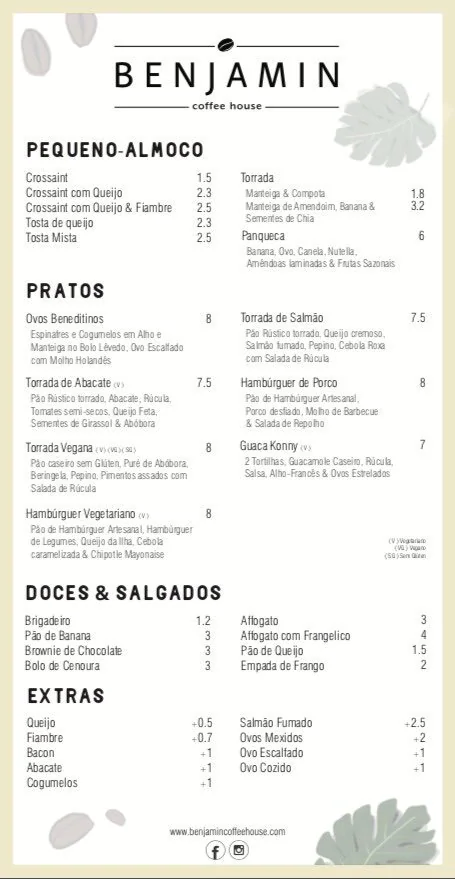 BENJAMIN
coffee house
PEQUENO-ALMOCO
Crossaint 1.5
Crossaint com Queijo 2.3
Crossaint com Queijo & Fiambre 2.5
Tosta de queijo 2.3
Tosta Mista 2.5
Torrada
Manteiga & Compota 1.8
Manteiga de Amendoim, Banana & 3.2
Sementes de Chia
Panqueca 6
Banana, Ovo, Canela, Nutella,
Amêndoas laminadas & Frutas Sazonais
PRATOS
Ovos Beneditinos 8
Espinafres e Cogumelos em Alho e
Manteiga no Bolo Lêvedo, Ovo Escalfado
com Molho Holandês
Torrada de Abacate (V) 7.5
Pão Rústico torrado, Abacate, Rúcula,
Tomates semi-secos, Queijo Feta,
Sementes de Girassol & Abóbora
Torrada Vegana (V) (VG) (SG) 8
Pão caseiro sem Glúten, Puré de Abóbora,
Beringela, Pepino, Pimentos assados com
Salada de Rúcula
Hambúrguer Vegetariano (V) 8
Pão de Hambúrguer Artesanal, Hambúrguer
de Legumes, Queijo da Ilha, Cebola
caramelizada & Chipotle Mayonaise
Torrada de Salmão 7.5
Pão Rústico torrado, Queijo cremoso,
Salmão fumado, Pepino, Cebola Roxa
com Salada de Rúcula
Hambúrguer de Porco 8
Pão de Hambúrguer Artesanal,
Porco desfiado, Molho de Barbecue
& Salada de Repolho
Guaca Konny (V) 7
2 Tortilhas, Guacamole Caseiro, Rúcula,
Salsa, Alho-Francês & Ovos Estrelados
(V) Vegetariano
(VG) Vegano
(SG) Sem Glúten
DOCES & SALGADOS
Brigadeiro 1.2
Pão de Banana 3
Brownie de Chocolate 3
Bolo de Cenoura 3
Affogato 3
Affogato com Frangelico 4
Pão de Queijo 1.5
Empada de Frango 2
EXTRAS
Queijo +0.5
Fiambre +0.7
Bacon +1
Abacate +1
Cogumelos +1
Salmão Fumado +2.5
Ovos Mexidos +2
Ovo Escalfado +1
Ovo Cozido +1
www.benjamincoffeehouse.com